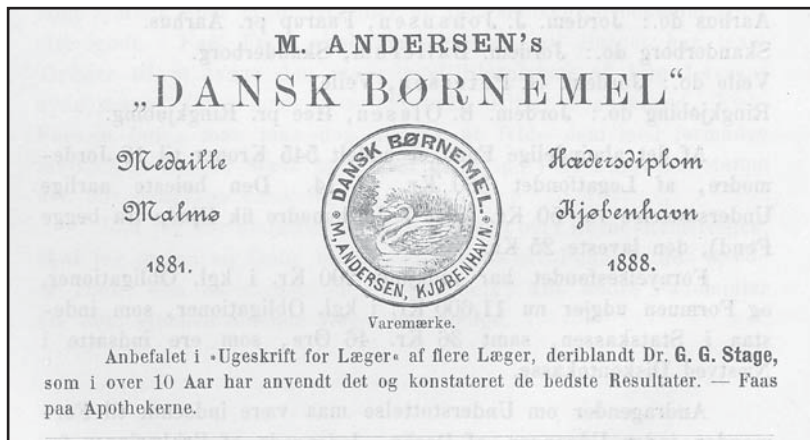 M. ANDERSEN's
„DANSK BØRNEMEL“
Medaille
Malmø
1881.
DANSK BØRNEMEL.
M. ANDERSEN, KJØBENHAVN.
Hædersdiplom
Kjøbenhavn
1888.
Varemærke.
Anbefalet i »Ugeskrift for Læger« af flere Læger, deriblandt Dr. G. G. Stage,
som i over 10 Aar har anvendt det og konstateret de bedste Resultater. — Faas
paa Apothekerne.